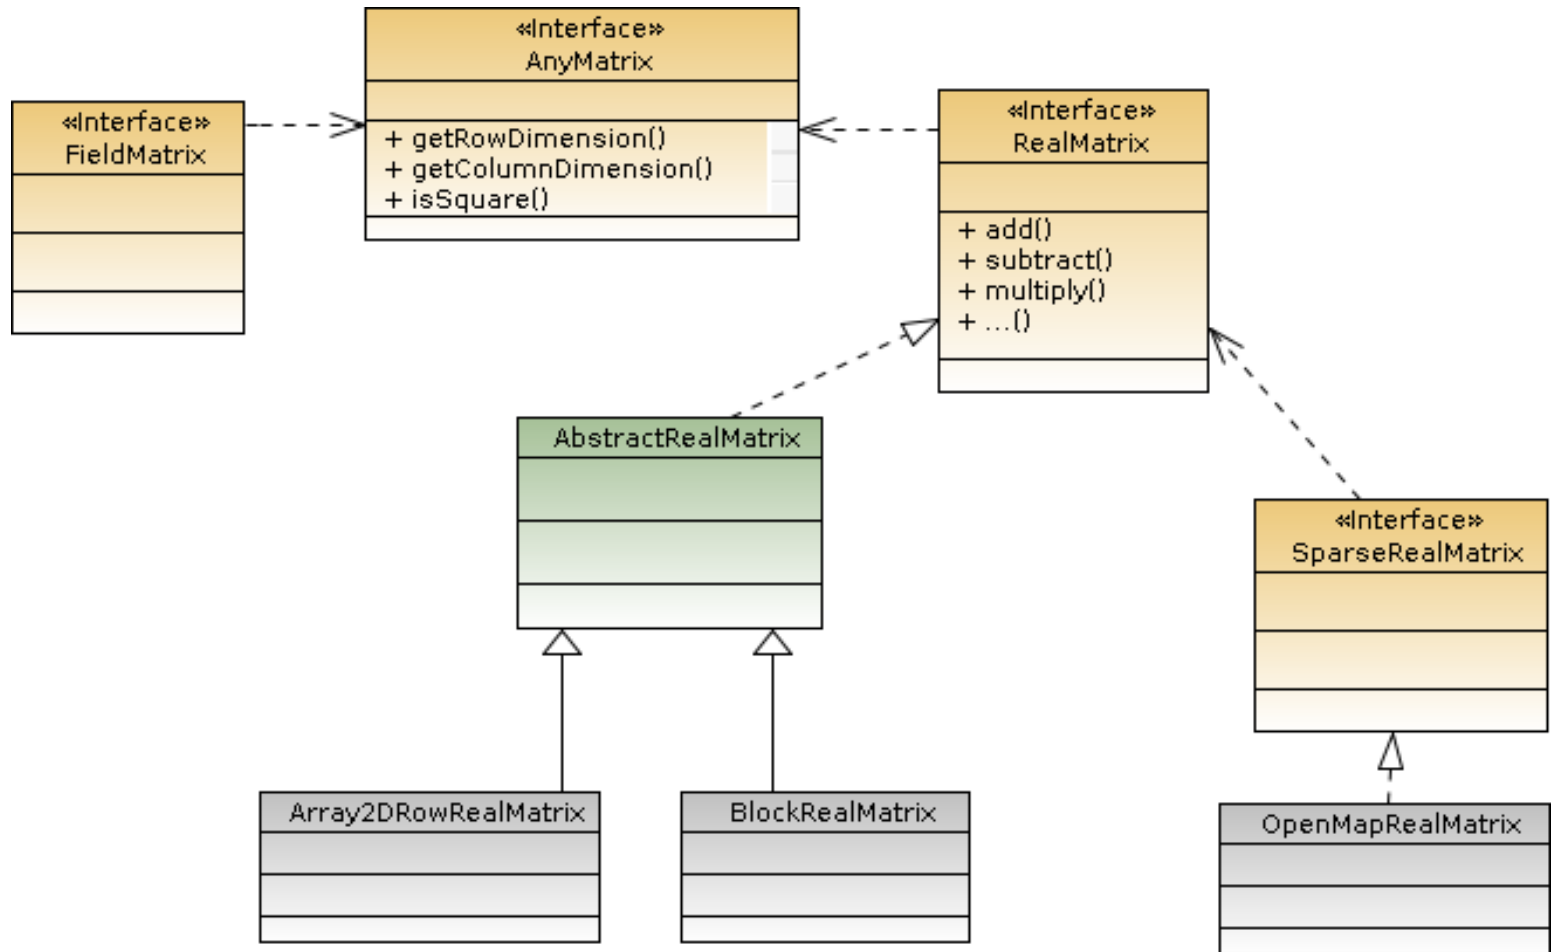 «Interface»
AnyMatrix
+ getRowDimension()
+ getColumnDimension()
+ isSquare()
«Interface»
FieldMatrix
«Interface»
RealMatrix
+ add()
+ subtract()
+ multiply()
+ ...()
AbstractRealMatrix
«Interface»
SparseRealMatrix
Array2DRowRealMatrix
BlockRealMatrix
OpenMapRealMatrix